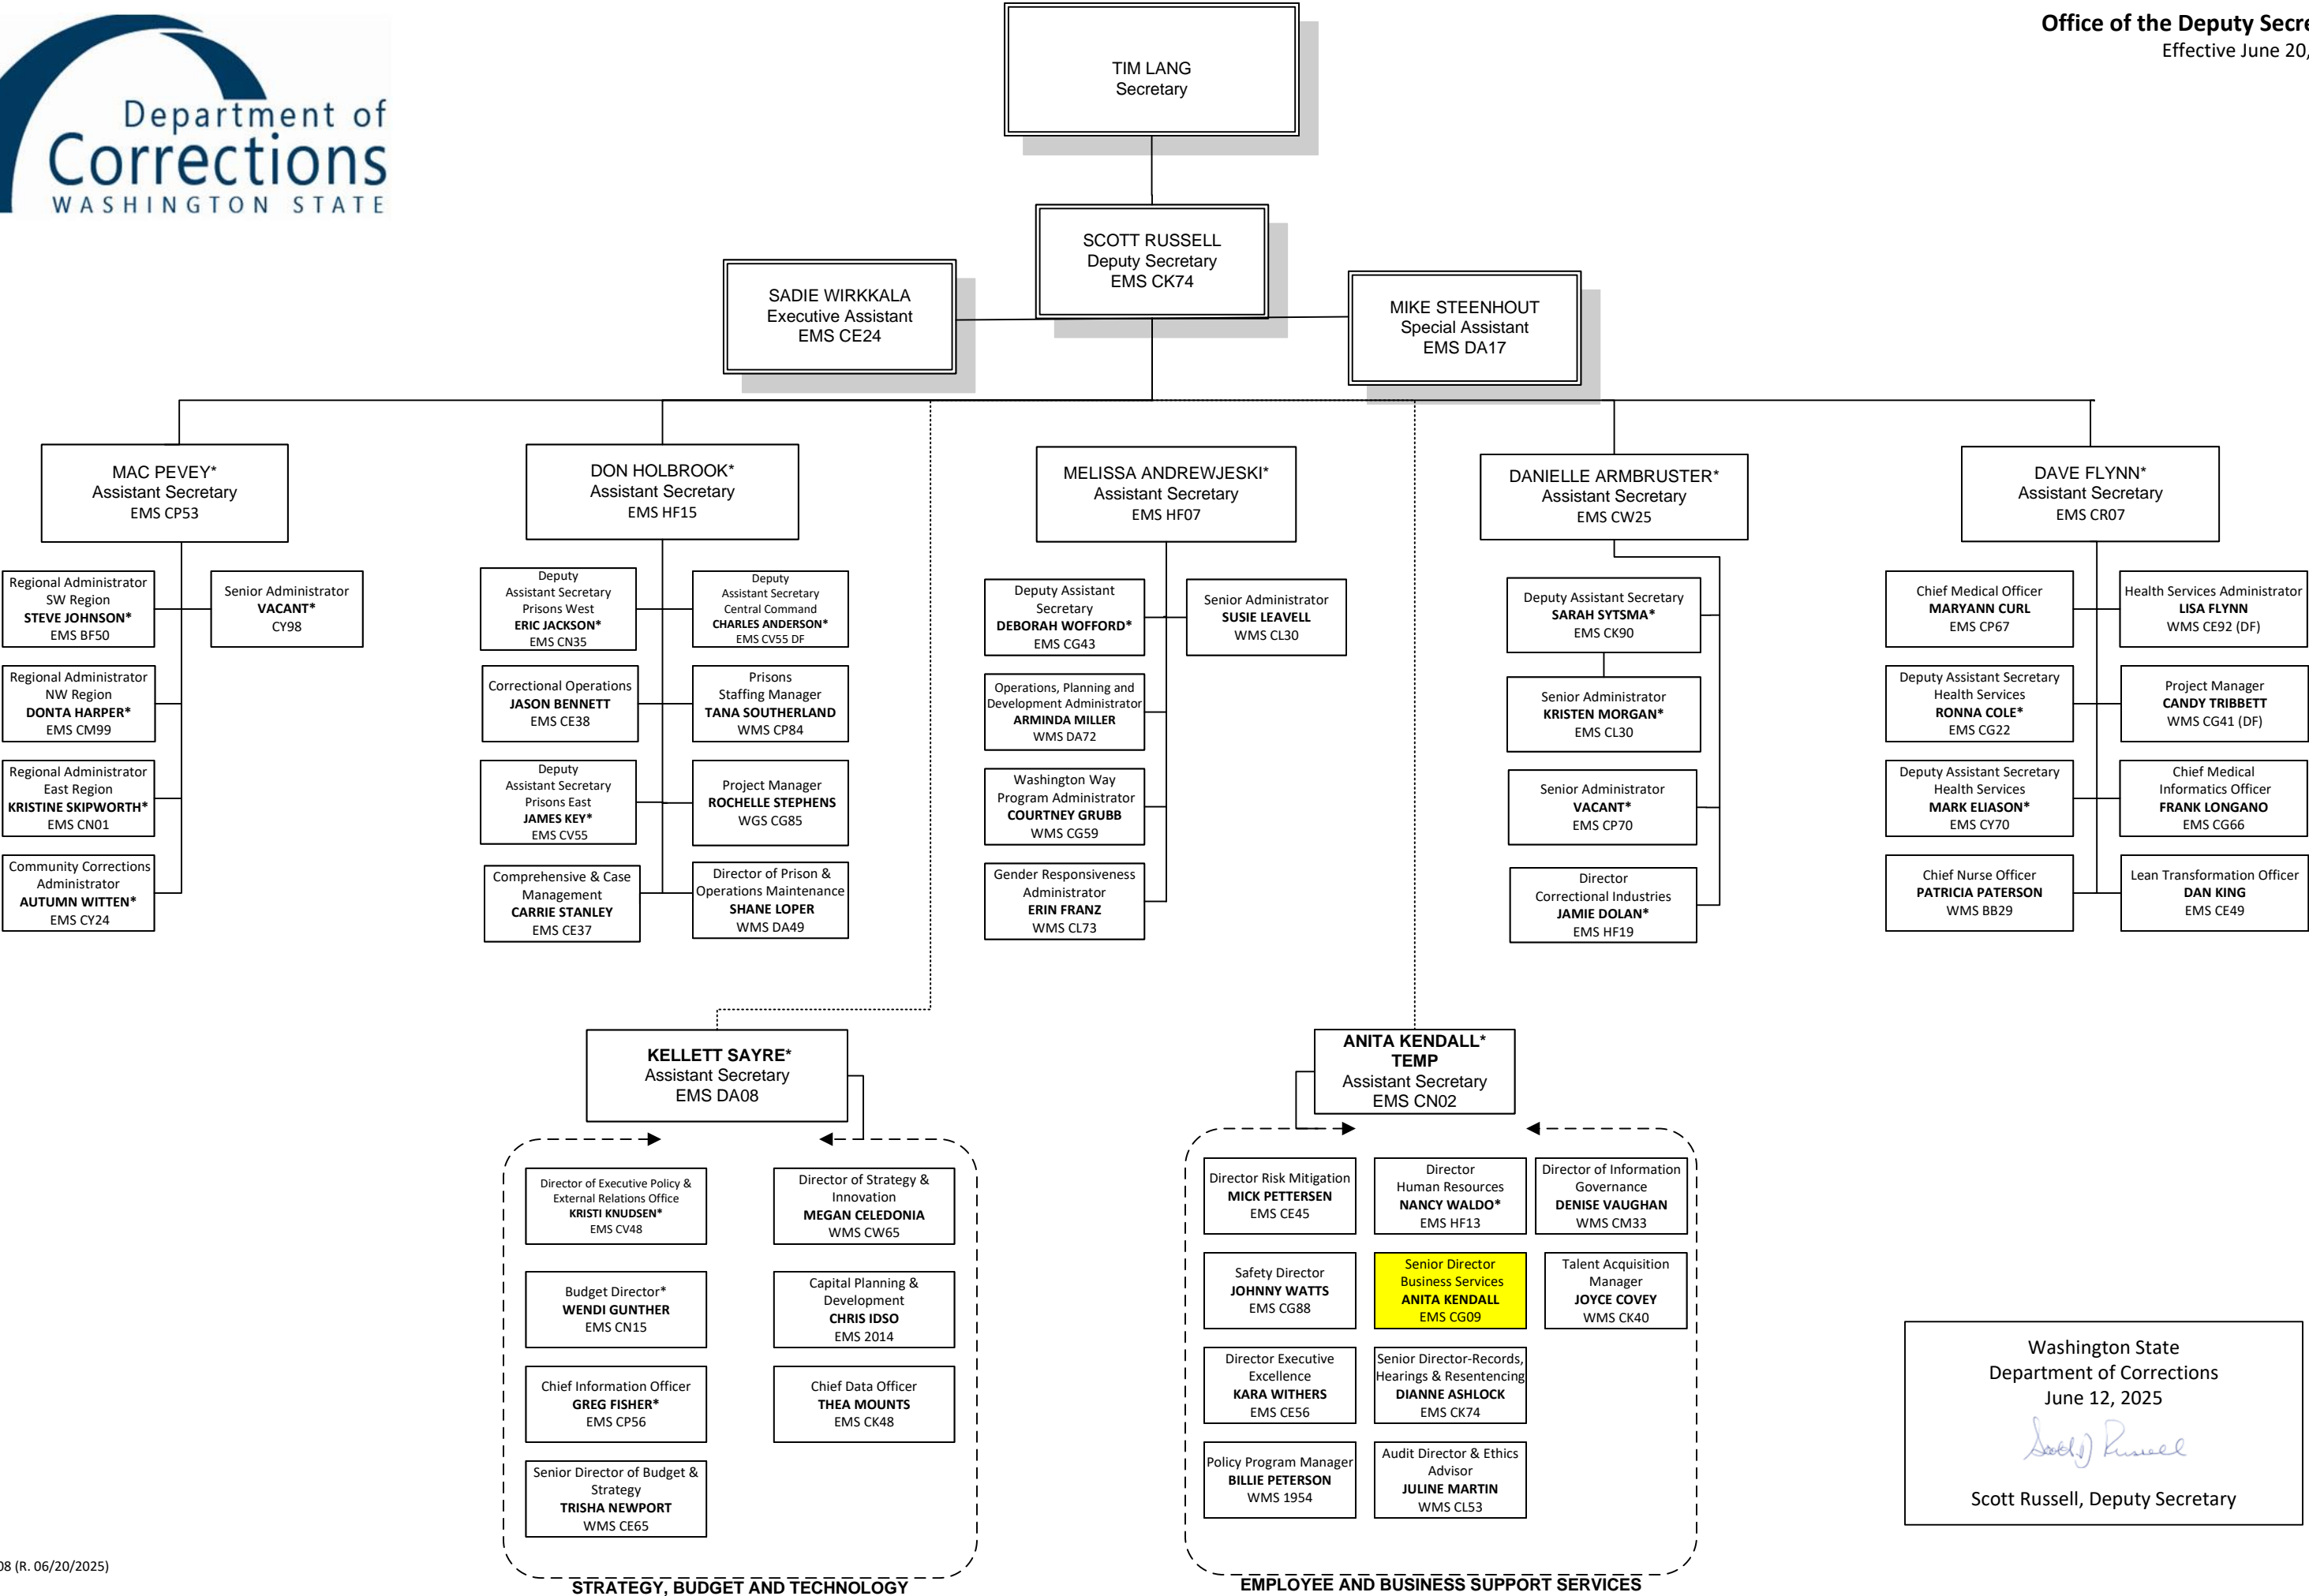 Department of
Corrections
WASHINGTON STATE
Office of the Deputy Secre
Effective June 20,
TIM LANG
Secretary
SCOTT RUSSELL
Deputy Secretary
EMS CK74
SADIE WIRKKALA
Executive Assistant
EMS CE24
MIKE STEENHOUT
Special Assistant
EMS DA17
MAC PEVEY*
Assistant Secretary
EMS CP53
DON HOLBROOK*
Assistant Secretary
EMS HF15
MELISSA ANDREWJESKI*
Assistant Secretary
EMS HF07
DANIELLE ARMBRUSTER*
Assistant Secretary
EMS CW25
DAVE FLYNN*
Assistant Secretary
EMS CR07
Regional Administrator
SW Region
STEVE JOHNSON*
EMS BF50
Senior Administrator
VACANT*
CY98
Regional Administrator
NW Region
DONTA HARPER*
EMS CM99
Regional Administrator
East Region
KRISTINE SKIPWORTH*
EMS CN01
Community Corrections
Administrator
AUTUMN WITTEN*
EMS CY24
Deputy
Assistant Secretary
Prisons West
ERIC JACKSON*
EMS CN35
Deputy
Assistant Secretary
Central Command
CHARLES ANDERSON*
EMS CV55 DF
Correctional Operations
JASON BENNETT
EMS CE38
Prisons
Staffing Manager
TANA SOUTHERLAND
WMS CP84
Deputy
Assistant Secretary
Prisons East
JAMES KEY*
EMS CV55
Project Manager
ROCHELLE STEPHENS
WGS CG85
Comprehensive & Case
Management
CARRIE STANLEY
EMS CE37
Director of Prison &
Operations Maintenance
SHANE LOPER
WMS DA49
Deputy Assistant
Secretary
DEBORAH WOFFORD*
EMS CG43
Senior Administrator
SUSIE LEAVELL
WMS CL30
Operations, Planning and
Development Administrator
ARMINDA MILLER
WMS DA72
Washington Way
Program Administrator
COURTNEY GRUBB
WMS CG59
Gender Responsiveness
Administrator
ERIN FRANZ
WMS CL73
Deputy Assistant Secretary
SARAH SYTSMA*
EMS CK90
Senior Administrator
KRISTEN MORGAN*
EMS CL30
Senior Administrator
VACANT*
EMS CP70
Director
Correctional Industries
JAMIE DOLAN*
EMS HF19
Chief Medical Officer
MARYANN CURL
EMS CP67
Health Services Administrator
LISA FLYNN
WMS CE92 (DF)
Deputy Assistant Secretary
Health Services
RONNA COLE*
EMS CG22
Project Manager
CANDY TRIBBETT
WMS CG41 (DF)
Deputy Assistant Secretary
Health Services
MARK ELIASON*
EMS CY70
Chief Medical
Informatics Officer
FRANK LONGANO
EMS CG66
Chief Nurse Officer
PATRICIA PATERSON
WMS BB29
Lean Transformation Officer
DAN KING
EMS CE49
KELLETT SAYRE*
Assistant Secretary
EMS DA08
Director of Executive Policy &
External Relations Office
KRISTI KNUDSEN*
EMS CV48
Director of Strategy &
Innovation
MEGAN CELEDONIA
WMS CW65
Budget Director*
WENDI GUNTHER
EMS CN15
Capital Planning &
Development
CHRIS IDSO
EMS 2014
Chief Information Officer
GREG FISHER*
EMS CP56
Chief Data Officer
THEA MOUNTS
EMS CK48
Senior Director of Budget &
Strategy
TRISHA NEWPORT
WMS CE65
STRATEGY, BUDGET AND TECHNOLOGY
ANITA KENDALL*
TEMP
Assistant Secretary
EMS CN02
Director Risk Mitigation
MICK PETTERSEN
EMS CE45
Director
Human Resources
NANCY WALDO*
EMS HF13
Director of Information
Governance
DENISE VAUGHAN
WMS CM33
Safety Director
JOHNNY WATTS
EMS CG88
Senior Director
Business Services
ANITA KENDALL
EMS CG09
Talent Acquisition
Manager
JOYCE COVEY
WMS CK40
Director Executive
Excellence
KARA WITHERS
EMS CE56
Senior Director-Records,
Hearings & Resentencing
DIANNE ASHLOCK
EMS CK74
Policy Program Manager
BILLIE PETERSON
WMS 1954
Audit Director & Ethics
Advisor
JULINE MARTIN
WMS CL53
EMPLOYEE AND BUSINESS SUPPORT SERVICES
Washington State
Department of Corrections
June 12, 2025
Scott Russell, Deputy Secretary
08 (R. 06/20/2025)